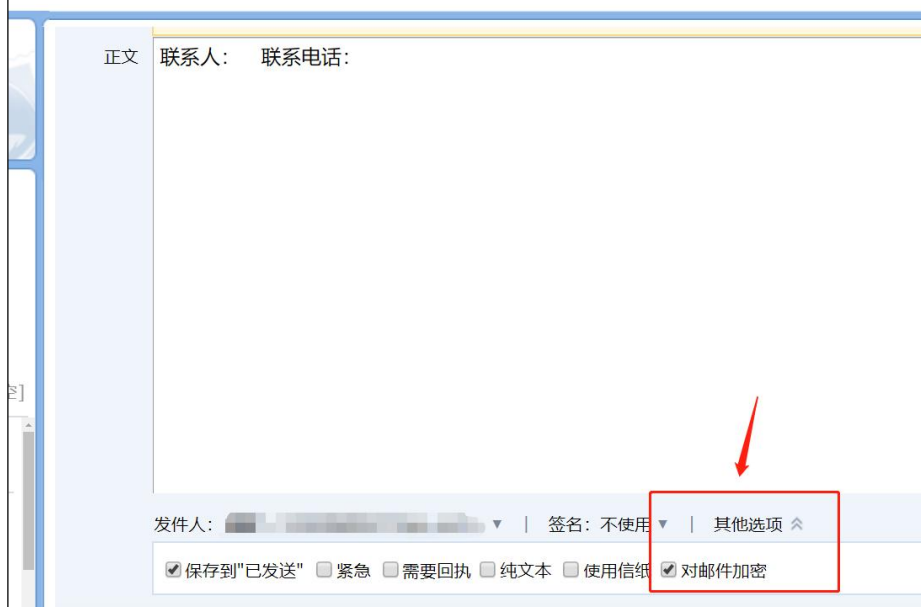 正文 联系人： 联系电话：
空]
发件人： | 签名：不使用 | 其他选项
保存到"已发送" 紧急 需要回执 纯文本 使用信纸 对邮件加密